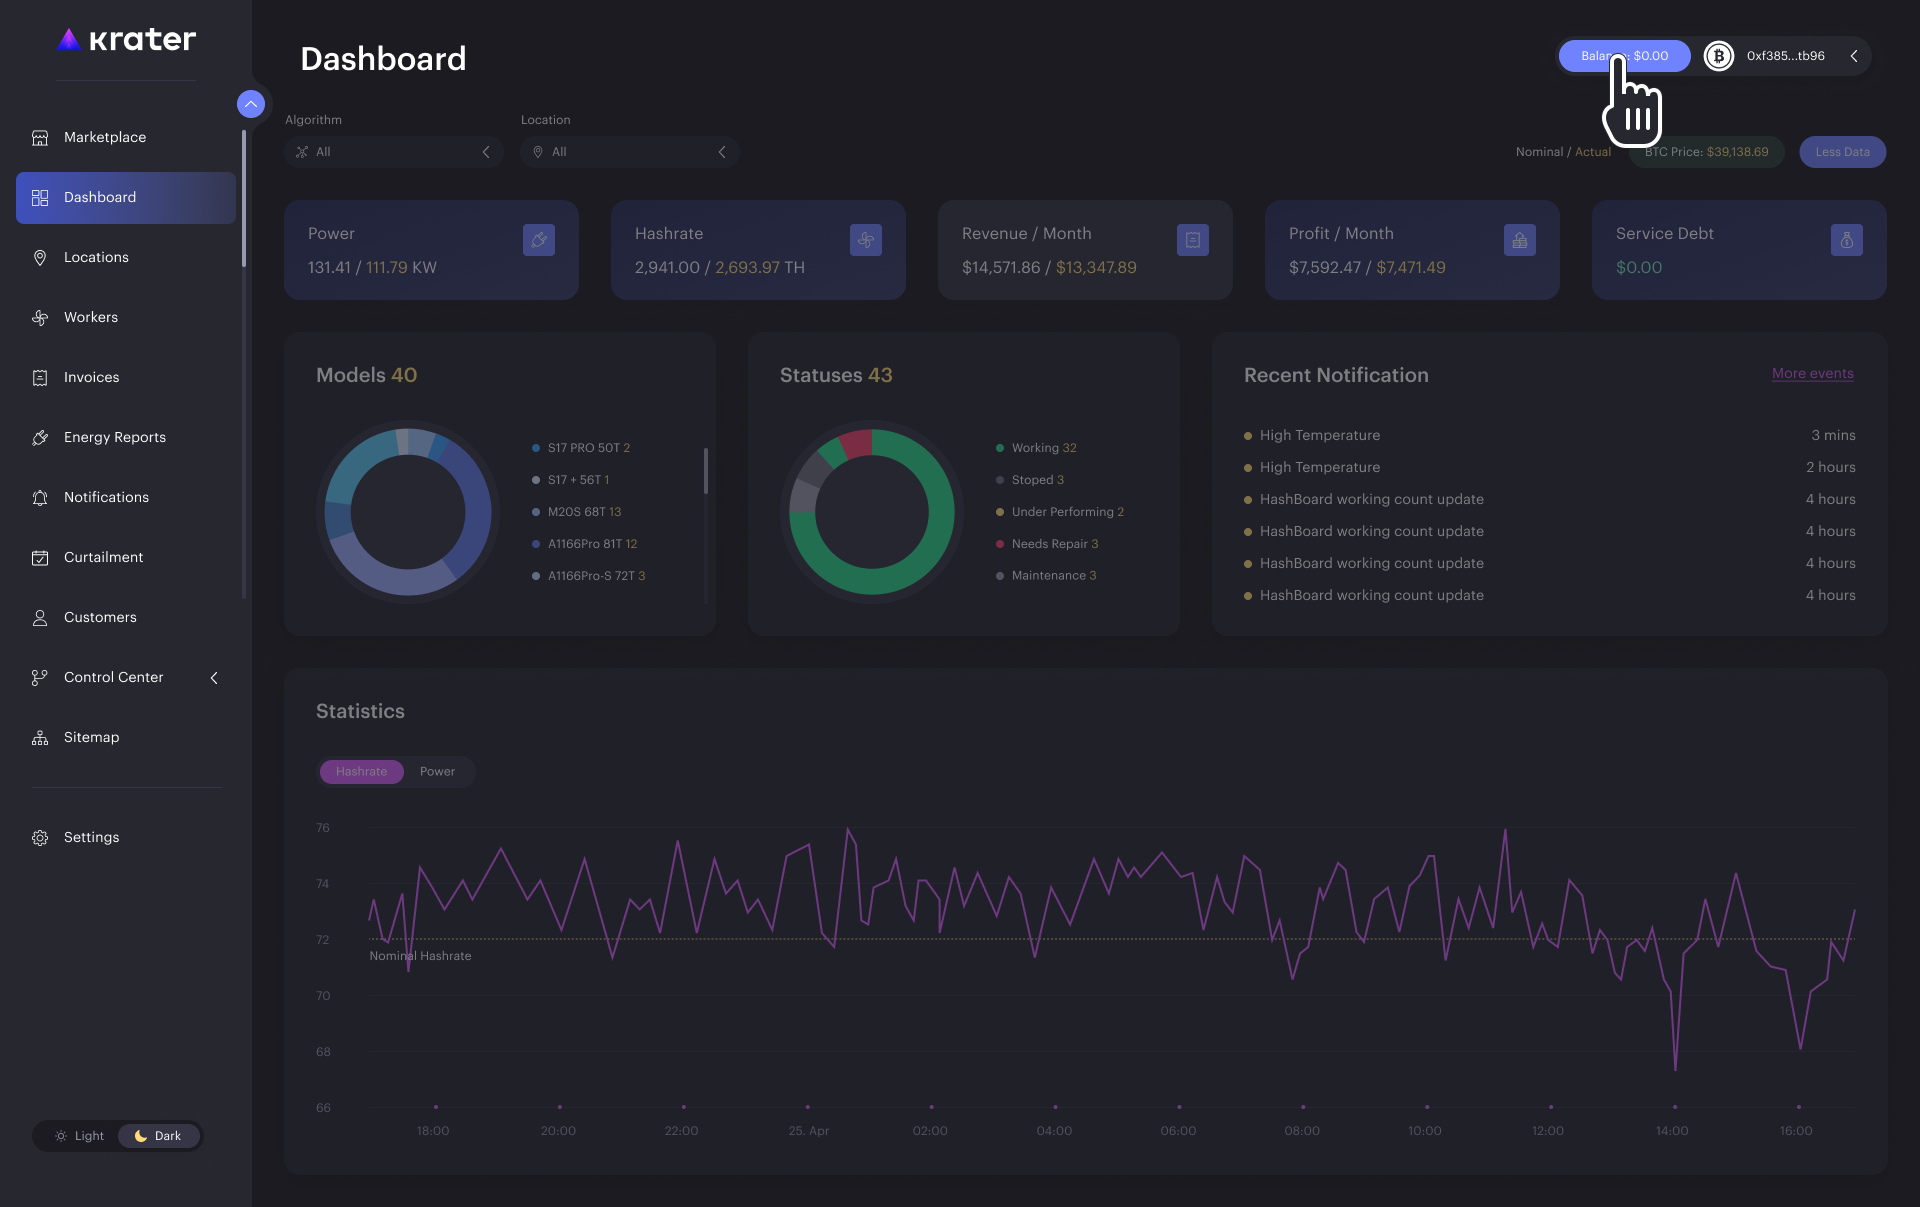 krater
Marketplace
Dashboard
Locations
Workers
Invoices
Energy Reports
Notifications
Curtailment
Customers
Control Center
Sitemap
Settings
Light
Dark
Dashboard
$0.00
0xf385...tb96
Algorithm
All
Location
All
Nominal / Actual
BTC Price: $39,138.69
Less Data
Power
131.41 / 111.79 KW
Hashrate
2,941.00 / 2,693.97 TH
Revenue / Month
$14,571.86 / $13,347.89
Profit / Month
$7,592.47 / $7,471.49
Service Debt
$0.00
Models 40
S17 PRO 50T 2
S17 + 56T 1
M20S 68T 13
A1166Pro 81T 12
A1166Pro-S 72T 3
Statuses 43
Working 32
Stoped 3
Under Performing 2
Needs Repair 3
Maintenance 3
Recent Notification
More events
High Temperature 3 mins
High Temperature 2 hours
HashBoard working count update 4 hours
HashBoard working count update 4 hours
HashBoard working count update 4 hours
HashBoard working count update 4 hours
Statistics
Hashrate
Power
76
74
72
Nominal Hashrate
70
68
66
18:00 20:00 22:00 25. Apr 02:00 04:00 06:00 08:00 10:00 12:00 14:00 16:00